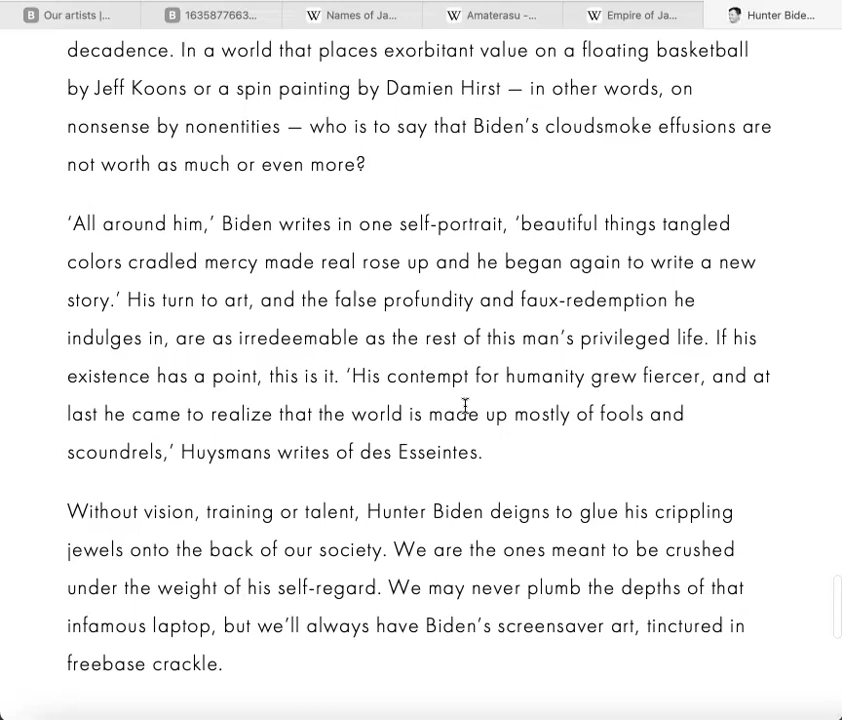 Our artists |...
1635877663...
Names of Ja...
Amaterasu -...
Empire of Ja...
Hunter Bide...
decadence. In a world that places exorbitant value on a floating basketball
by Jeff Koons or a spin painting by Damien Hirst — in other words, on
nonsense by nonentities — who is to say that Biden’s cloudsmoke effusions are
not worth as much or even more?
‘All around him,’ Biden writes in one self-portrait, ‘beautiful things tangled
colors cradled mercy made real rose up and he began again to write a new
story.’ His turn to art, and the false profundity and faux-redemption he
indulges in, are as irredeemable as the rest of this man’s privileged life. If his
existence has a point, this is it. ‘His contempt for humanity grew fiercer, and at
last he came to realize that the world is made up mostly of fools and
scoundrels,’ Huysmans writes of des Esseintes.
Without vision, training or talent, Hunter Biden deigns to glue his crippling
jewels onto the back of our society. We are the ones meant to be crushed
under the weight of his self-regard. We may never plumb the depths of that
infamous laptop, but we’ll always have Biden’s screensaver art, tinctured in
freebase crackle.